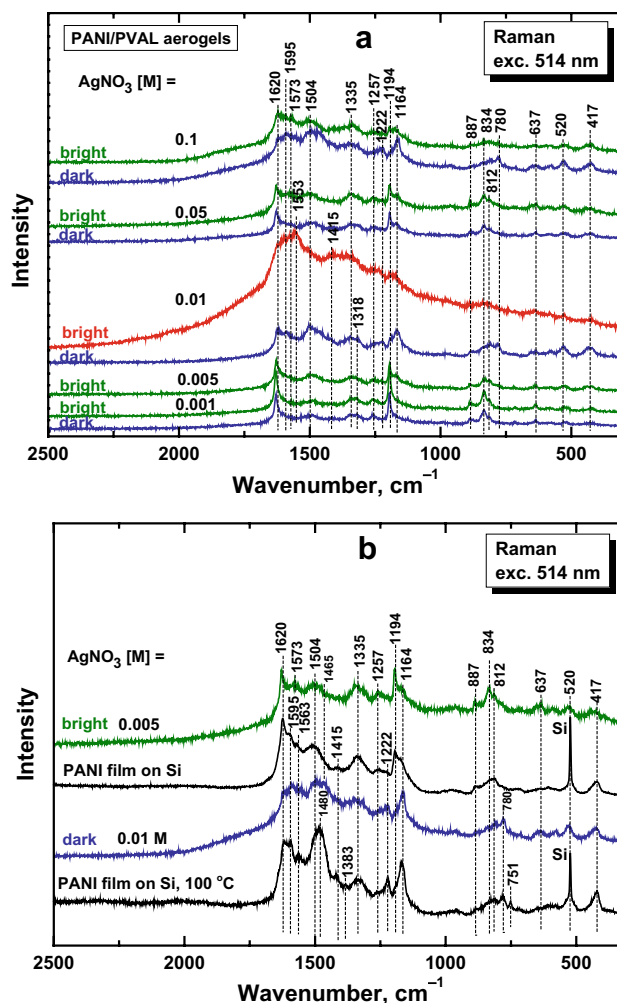 a
PANI/PVAL aerogels
Raman
exc. 514 nm
AgNO3 [M] =
1620
1595
1573
1504
1335
1257
1222
1194
1164
887
834
780
637
520
417
0.1
bright
dark
812
0.05
bright
dark
1553
1415
0.01
1318
bright
dark
0.005
bright
0.001
bright
dark
Intensity
2500 2000 1500 1000 500
Wavenumber, cm−1
b
Raman
exc. 514 nm
AgNO3 [M] =
1620
1595
1573
1563
1504
1465
1415
1335
1257
1222
1194
1164
887
834
812
637
520
417
bright 0.005
Si
PANI film on Si
1480
780
dark 0.01 M
1383
751
Si
PANI film on Si, 100 °C
Intensity
2500 2000 1500 1000 500
Wavenumber, cm−1